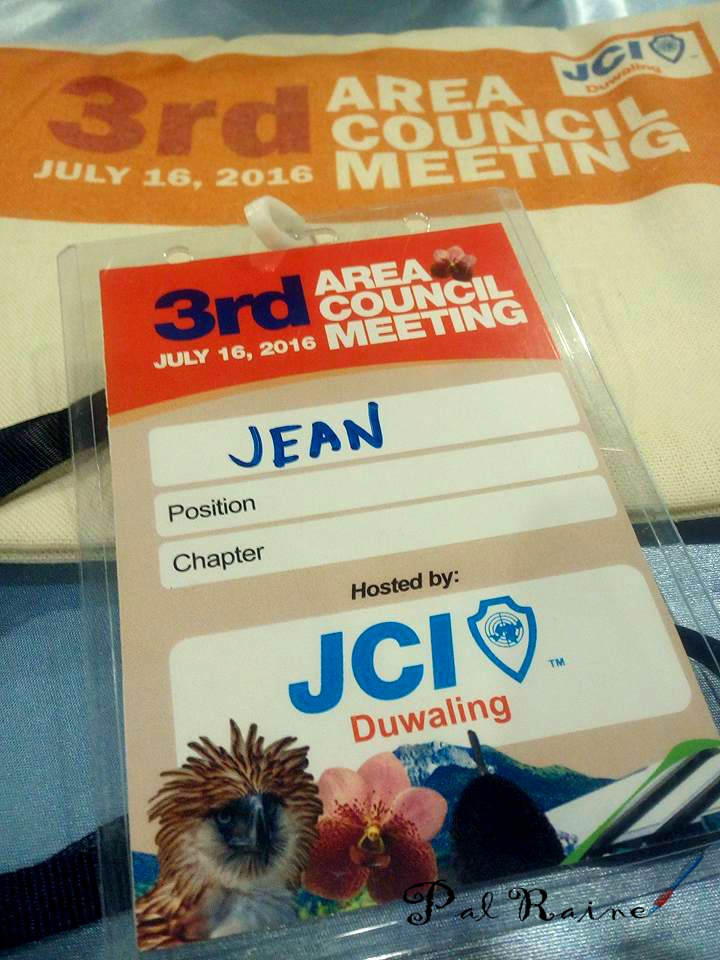 3rd AREA COUNCIL MEETING
JULY 16, 2016
JCI
Duwaling
3rd AREA COUNCIL MEETING
JULY 16, 2016
JEAN
Position
Chapter
Hosted by:
JCI ™
Duwaling
Pal Raine